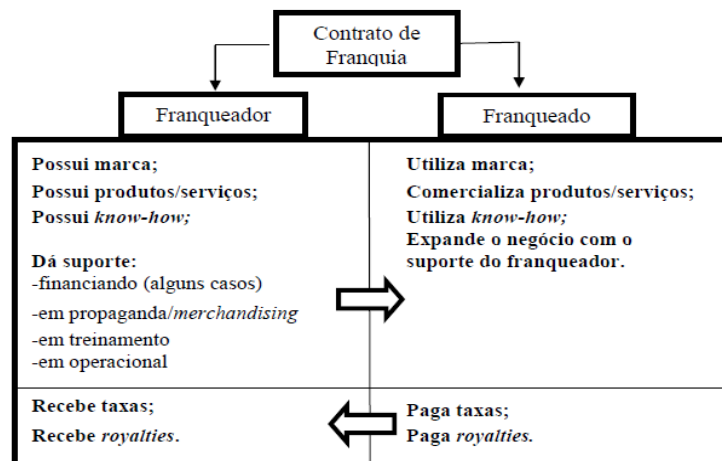 Contrato de
Franquia
Franqueador
Franqueado
Possui marca;
Possui produtos/serviços;
Possui know-how;
Dá suporte:
-financiando (alguns casos)
-em propaganda/merchandising
-em treinamento
-em operacional
Utiliza marca;
Comercializa produtos/serviços;
Utiliza know-how;
Expande o negócio com o
suporte do franqueador.
Recebe taxas;
Recebe royalties.
Paga taxas;
Paga royalties.